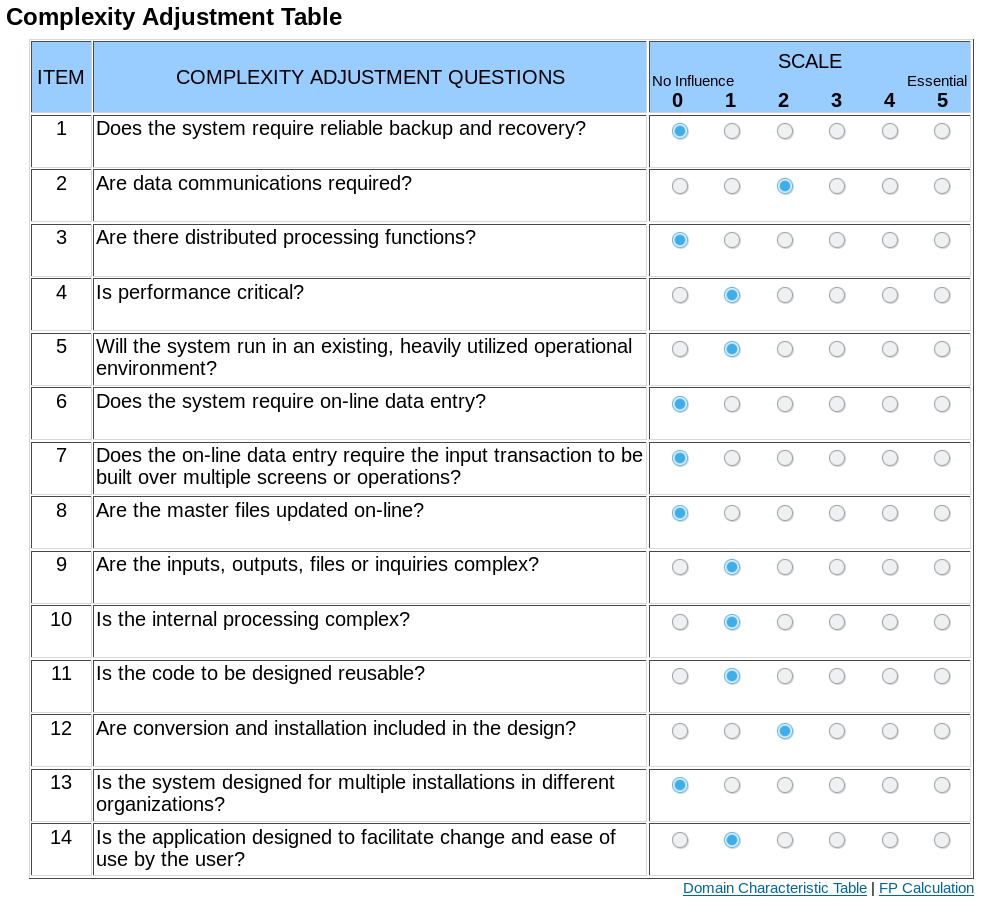 Complexity Adjustment Table
ITEM
COMPLEXITY ADJUSTMENT QUESTIONS
SCALE
No Influence Essential
0 1 2 3 4 5
1 Does the system require reliable backup and recovery?
2 Are data communications required?
3 Are there distributed processing functions?
4 Is performance critical?
5 Will the system run in an existing, heavily utilized operational
environment?
6 Does the system require on-line data entry?
7 Does the on-line data entry require the input transaction to be
built over multiple screens or operations?
8 Are the master files updated on-line?
9 Are the inputs, outputs, files or inquiries complex?
10 Is the internal processing complex?
11 Is the code to be designed reusable?
12 Are conversion and installation included in the design?
13 Is the system designed for multiple installations in different
organizations?
14 Is the application designed to facilitate change and ease of
use by the user?
Domain Characteristic Table | FP Calculation